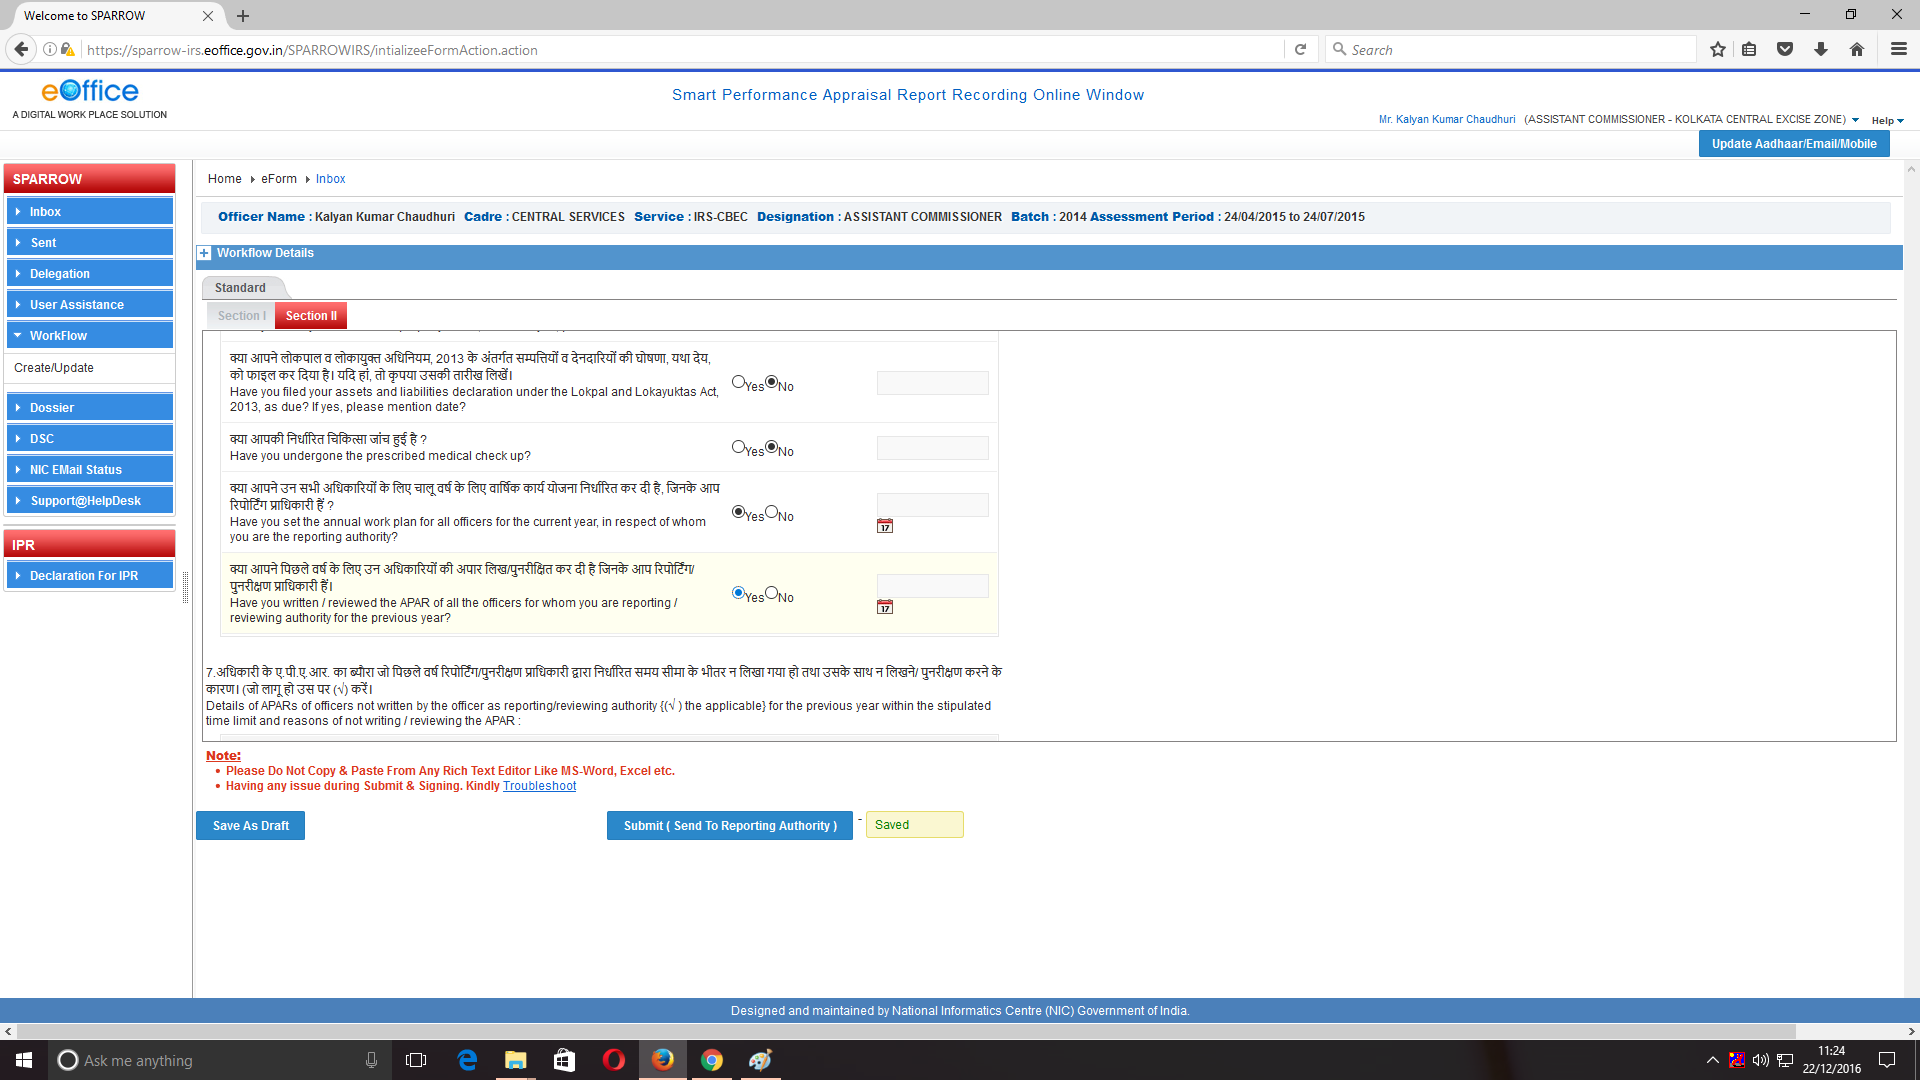 Welcome to SPARROW
https://sparrow-irs.eoffice.gov.in/SPARROWIRS/intializeeFormAction.action
Search
eOffice
A DIGITAL WORK PLACE SOLUTION
Smart Performance Appraisal Report Recording Online Window
Mr. Kalyan Kumar Chaudhuri (ASSISTANT COMMISSIONER - KOLKATA CENTRAL EXCISE ZONE) Help
Update Aadhaar/Email/Mobile
SPARROW
Inbox
Sent
Delegation
User Assistance
WorkFlow
Create/Update
Dossier
DSC
NIC EMail Status
Support@HelpDesk
IPR
Declaration For IPR
Home eForm Inbox
Officer Name : Kalyan Kumar Chaudhuri Cadre : CENTRAL SERVICES Service : IRS-CBEC Designation : ASSISTANT COMMISSIONER Batch : 2014 Assessment Period : 24/04/2015 to 24/07/2015
Workflow Details
Standard
Section I Section II
क्या आपने लोकपाल व लोकायुक्त अधिनियम, 2013 के अंतर्गत सम्पत्तियों व देनदारियों की घोषणा, यथा देय,
को फाइल कर दिया है। यदि हां, तो कृपया उसकी तारीख लिखें।
Have you filed your assets and liabilities declaration under the Lokpal and Lokayuktas Act,
2013, as due? If yes, please mention date?
Yes No
क्या आपकी निर्धारित चिकित्सा जांच हुई है ?
Have you undergone the prescribed medical check up?
Yes No
क्या आपने उन सभी अधिकारियों के लिए चालू वर्ष के लिए वार्षिक कार्य योजना निर्धारित कर दी है, जिनके आप
रिपोर्टिंग प्राधिकारी हैं ?
Have you set the annual work plan for all officers for the current year, in respect of whom
you are the reporting authority?
Yes No
17
क्या आपने पिछले वर्ष के लिए उन अधिकारियों की अपार लिख/पुनरीक्षित कर दी है जिनके आप रिपोर्टिंग/
पुनरीक्षण प्राधिकारी हैं।
Have you written / reviewed the APAR of all the officers for whom you are reporting /
reviewing authority for the previous year?
Yes No
17
7.अधिकारी के ए.पी.ए.आर. का ब्यौरा जो पिछले वर्ष रिपोर्टिंग/पुनरीक्षण प्राधिकारी द्वारा निर्धारित समय सीमा के भीतर न लिखा गया हो तथा उसके साथ न लिखने/ पुनरीक्षण करने के
कारण। (जो लागू हो उस पर (√) करें।
Details of APARs of officers not written by the officer as reporting/reviewing authority {(√ ) the applicable} for the previous year within the stipulated
time limit and reasons of not writing / reviewing the APAR :
Note:
Please Do Not Copy & Paste From Any Rich Text Editor Like MS-Word, Excel etc.
Having any issue during Submit & Signing. Kindly Troubleshoot
Save As Draft
Submit ( Send To Reporting Authority )
- Saved
Designed and maintained by National Informatics Centre (NIC) Government of India.
Ask me anything
11:24
22/12/2016